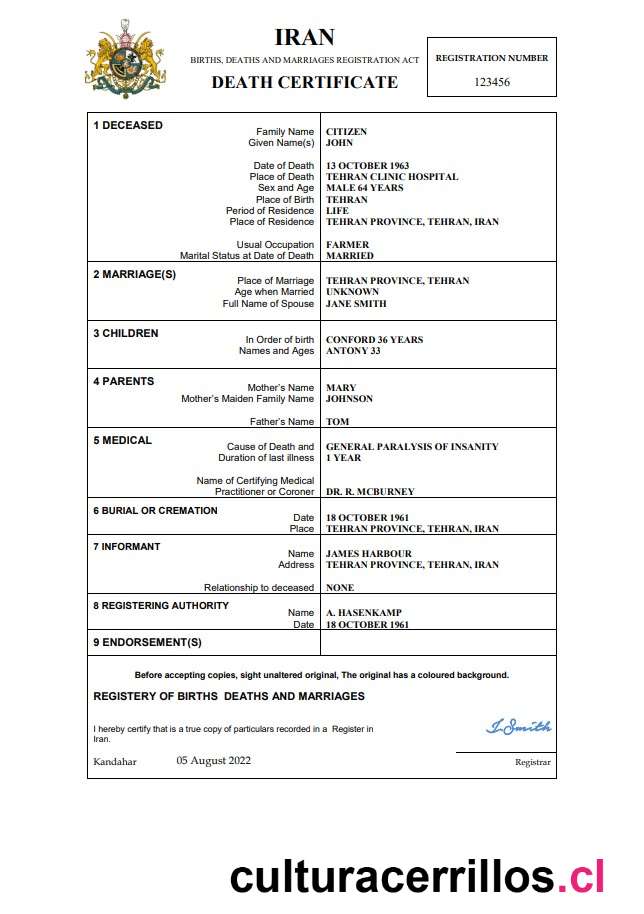 IRAN
BIRTHS, DEATHS AND MARRIAGES REGISTRATION ACT
DEATH CERTIFICATE
REGISTRATION NUMBER
123456
1 DECEASED
Family Name CITIZEN
Given Name(s) JOHN
Date of Death 13 OCTOBER 1963
Place of Death TEHRAN CLINIC HOSPITAL
Sex and Age MALE 64 YEARS
Place of Birth TEHRAN
Period of Residence LIFE
Place of Residence TEHRAN PROVINCE, TEHRAN, IRAN
Usual Occupation FARMER
Marital Status at Date of Death MARRIED
2 MARRIAGE(S)
Place of Marriage TEHRAN PROVINCE, TEHRAN
Age when Married UNKNOWN
Full Name of Spouse JANE SMITH
3 CHILDREN
In Order of birth CONFORD 36 YEARS
Names and Ages ANTONY 33
4 PARENTS
Mother's Name MARY
Mother's Maiden Family Name JOHNSON
Father's Name TOM
5 MEDICAL
Cause of Death and GENERAL PARALYSIS OF INSANITY
Duration of last illness 1 YEAR
Name of Certifying Medical
Practitioner or Coroner DR. R. MCBURNEY
6 BURIAL OR CREMATION
Date 18 OCTOBER 1961
Place TEHRAN PROVINCE, TEHRAN, IRAN
7 INFORMANT
Name JAMES HARBOUR
Address TEHRAN PROVINCE, TEHRAN, IRAN
Relationship to deceased NONE
8 REGISTERING AUTHORITY
Name A. HASENKAMP
Date 18 OCTOBER 1961
9 ENDORSEMENT(S)
Before accepting copies, sight unaltered original, The original has a coloured background.
REGISTERY OF BIRTHS DEATHS AND MARRIAGES
I hereby certify that is a true copy of particulars recorded in a Register in
Iran.
I.Smith
Kandahar 05 August 2022 Registrar
culturacerrillos.cl